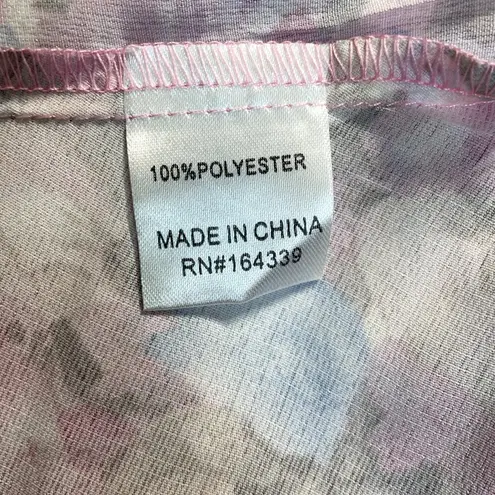 100%POLYESTER
MADE IN CHINA
RN#164339